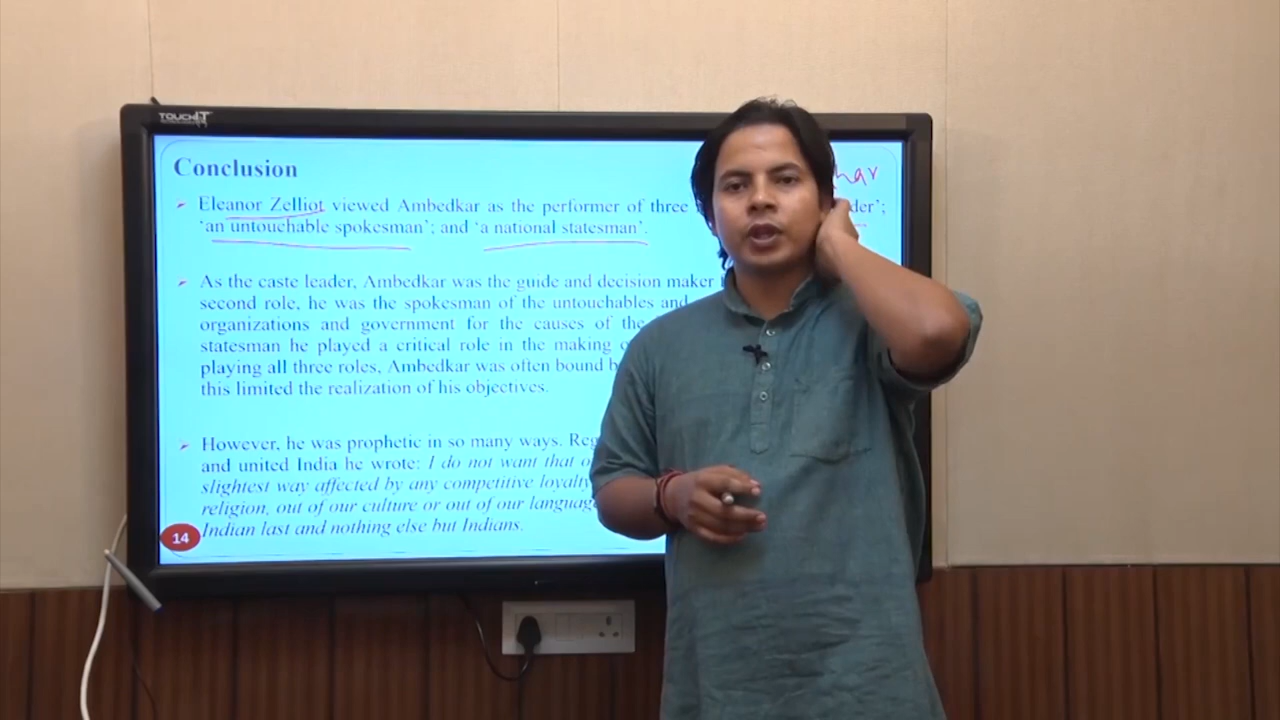 TOUCHIT
Conclusion
har
➢ Eleanor Zelliot viewed Ambedkar as the performer of three der';
'an untouchable spokesman'; and 'a national statesman'.
➢ As the caste leader, Ambedkar was the guide and decision maker
second role, he was the spokesman of the untouchables and
organizations and government for the causes of the
statesman he played a critical role in the making
playing all three roles, Ambedkar was often bound
this limited the realization of his objectives.
➢ However, he was prophetic in so many ways.
and united India he wrote: I do not want that
slightest way affected by any competitive loyalty
religion, out of our culture or out of our language
Indian last and nothing else but Indians.
14